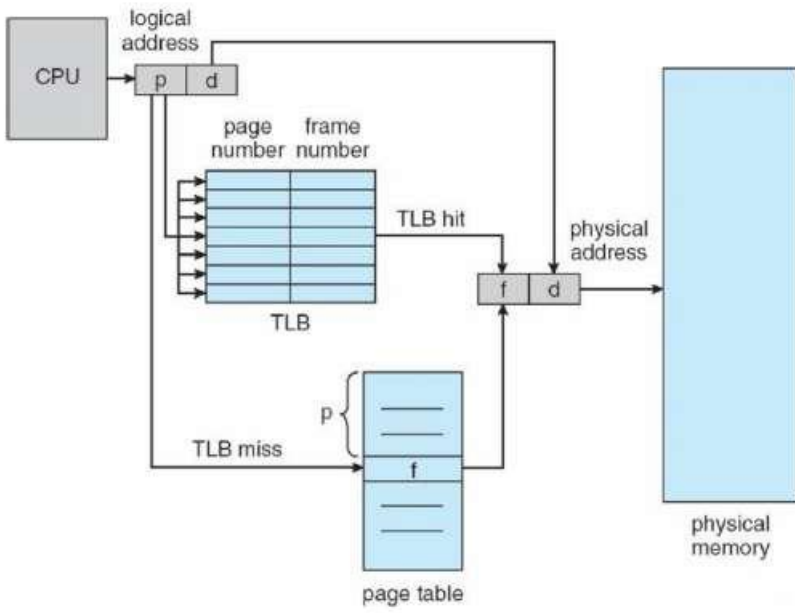 logical
address
CPU
p d
page
number
frame
number
TLB hit
physical
address
f d
TLB
p
TLB miss
f
page table
physical
memory